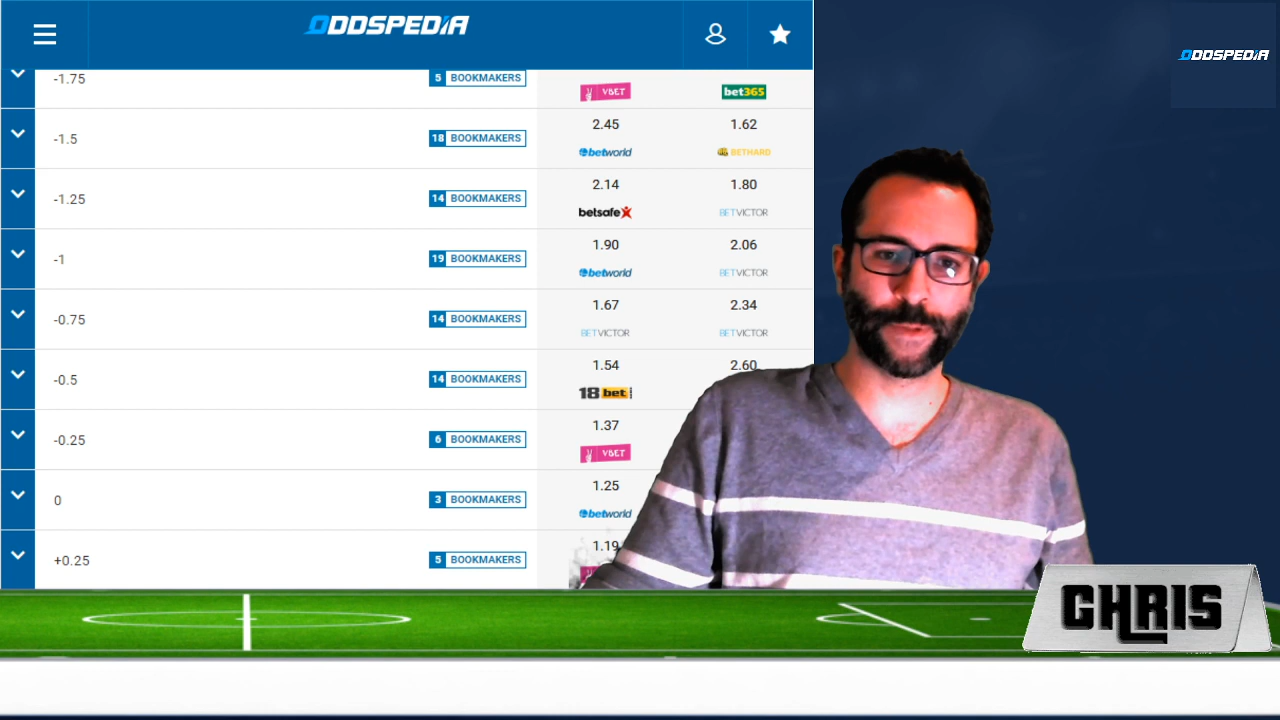 ODDSPEDIA
ODDSPEDIA
-1.75 5 BOOKMAKERS
VBET bet365
2.45 1.62
-1.5 18 BOOKMAKERS
betworld BETHARD
2.14 1.80
-1.25 14 BOOKMAKERS
betsafe BETVICTOR
1.90 2.06
-1 19 BOOKMAKERS
betworld BETVICTOR
1.67 2.34
-0.75 14 BOOKMAKERS
BETVICTOR BETVICTOR
1.54 2.60
-0.5 14 BOOKMAKERS
18bet
1.37
-0.25 6 BOOKMAKERS
VBET
1.25
0 3 BOOKMAKERS
betworld
1.19
+0.25 5 BOOKMAKERS
CHRIS